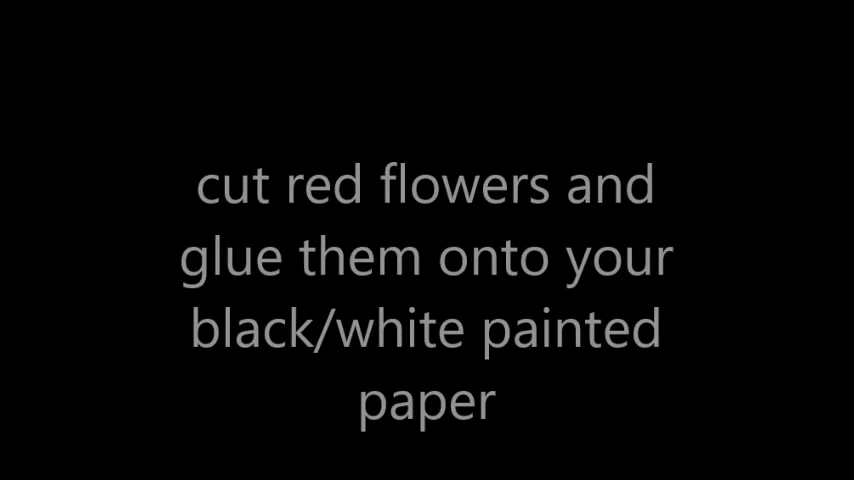 cut red flowers and
glue them onto your
black/white painted
paper